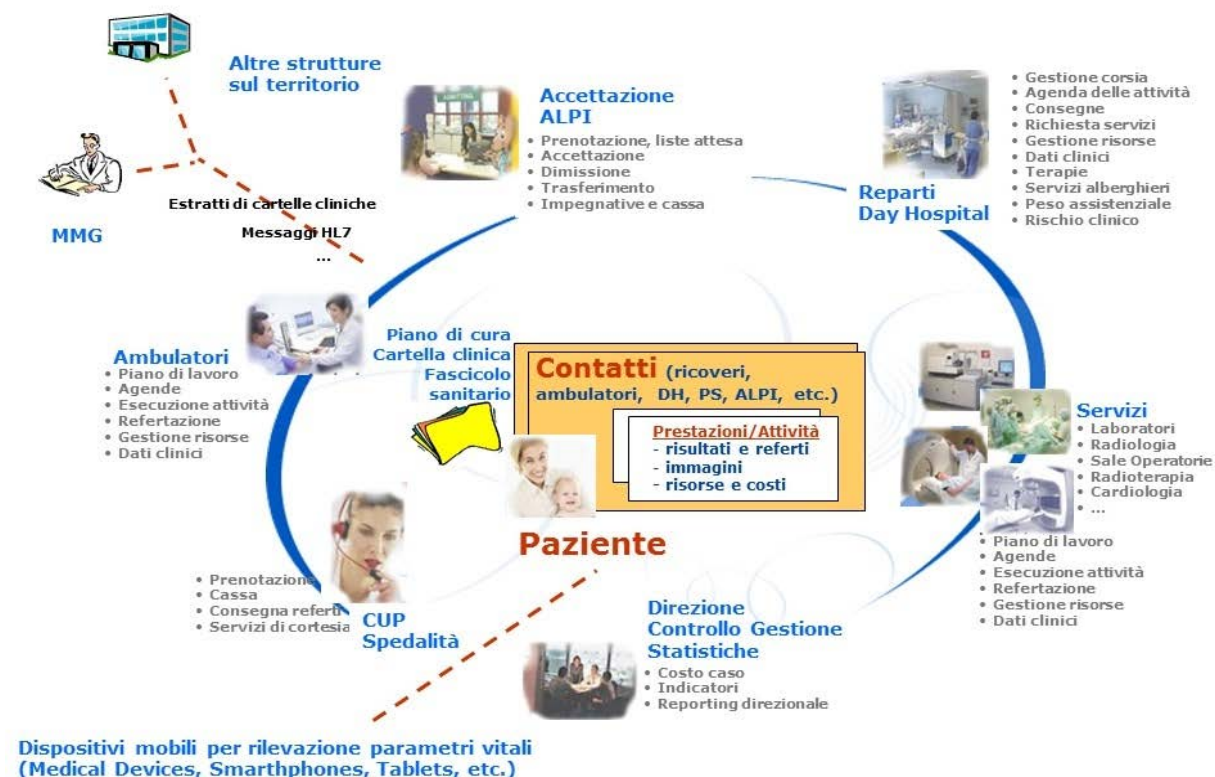 Altre strutture
sul territorio
MMG
Estratti di cartelle cliniche
Messaggi HL7
...
Accettazione
ALPI
• Prenotazione, liste attesa
• Accettazione
• Dimissione
• Trasferimento
• Impegnative e cassa
Reparti
Day Hospital
• Gestione corsia
• Agenda delle attività
• Consegne
• Richiesta servizi
• Gestione risorse
• Dati clinici
• Terapie
• Servizi alberghieri
• Peso assistenziale
• Rischio clinico
Ambulatori
• Piano di lavoro
• Agende
• Esecuzione attività
• Refertazione
• Gestione risorse
• Dati clinici
Piano di cura
Cartella clinica
Fascicolo
sanitario
Contatti (ricoveri,
ambulatori, DH, PS, ALPI, etc.)
Prestazioni/Attività
- risultati e referti
- immagini
- risorse e costi
Paziente
Servizi
• Laboratori
• Radiologia
• Sale Operatorie
• Radioterapia
• Cardiologia
• ...
• Piano di lavoro
• Agende
• Esecuzione attività
• Refertazione
• Gestione risorse
• Dati clinici
• Prenotazione
• Cassa
• Consegna referti
• Servizi di cortesia
CUP
Spedalità
Direzione
Controllo Gestione
Statistiche
• Costo caso
• Indicatori
• Reporting direzionale
Dispositivi mobili per rilevazione parametri vitali
(Medical Devices, Smarthphones, Tablets, etc.)